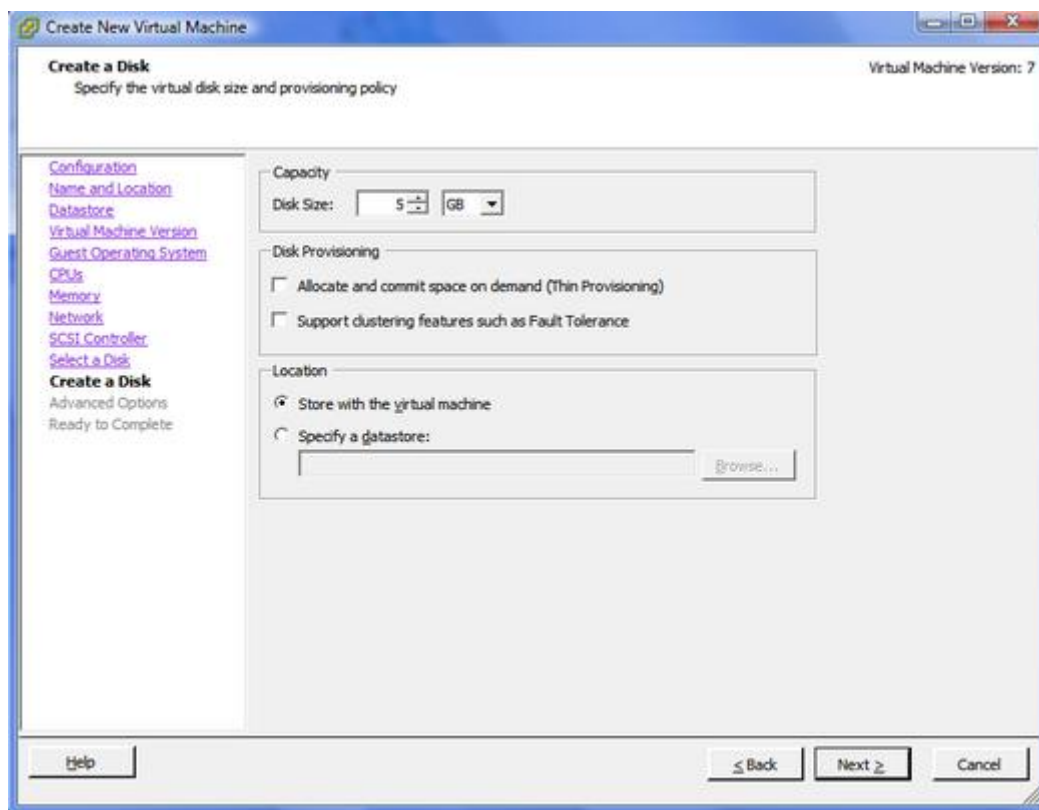 Create New Virtual Machine
Create a Disk
Virtual Machine Version: 7
Specify the virtual disk size and provisioning policy
Configuration
Name and Location
Datastore
Virtual Machine Version
Guest Operating System
CPUs
Memory
Network
SCSI Controller
Select a Disk
Create a Disk
Advanced Options
Ready to Complete
Capacity
Disk Size: 5 GB
Disk Provisioning
Allocate and commit space on demand (Thin Provisioning)
Support clustering features such as Fault Tolerance
Location
Store with the virtual machine
Specify a datastore:
Browse...
Help
< Back
Next >
Cancel